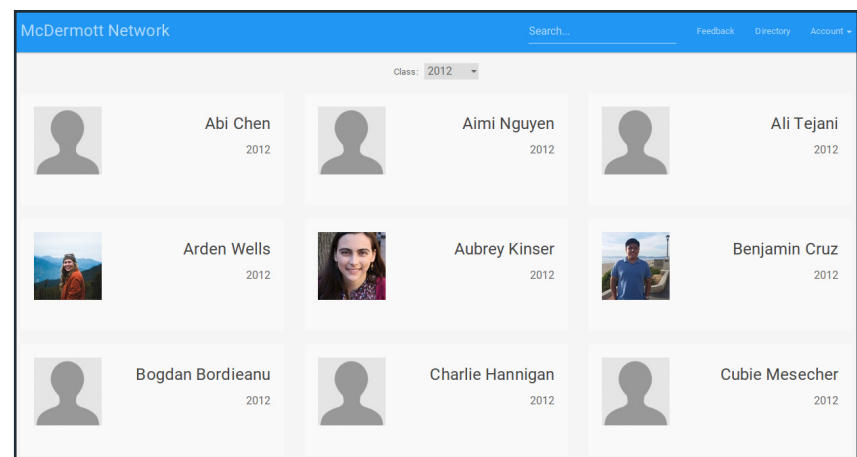 McDermott Network Search... Feedback Directory Account
Class: 2012
Abi Chen Aimi Nguyen Ali Tejani
2012 2012 2012
Arden Wells Aubrey Kinser Benjamin Cruz
2012 2012 2012
Bogdan Bordieanu Charlie Hannigan Cubie Mesecher
2012 2012 2012